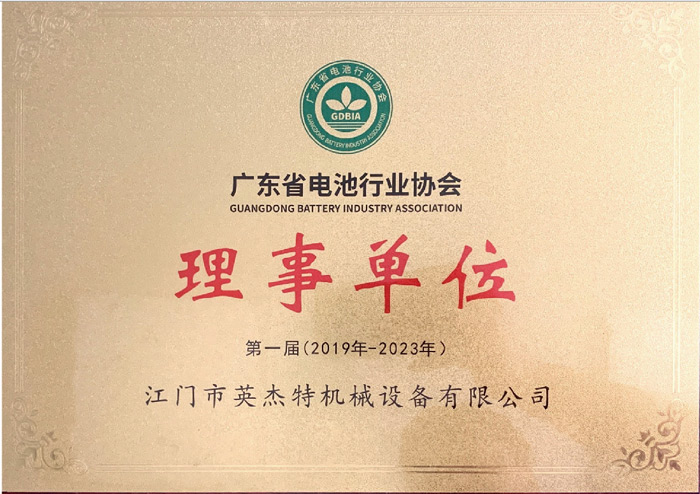 广东省电池行业协会
GDBIA
GUANGDONG BATTERY INDUSTRY ASSOCIATION
广东省电池行业协会
GUANGDONG BATTERY INDUSTRY ASSOCIATION
理事单位
第一届(2019年-2023年)
江门市英杰特机械设备有限公司